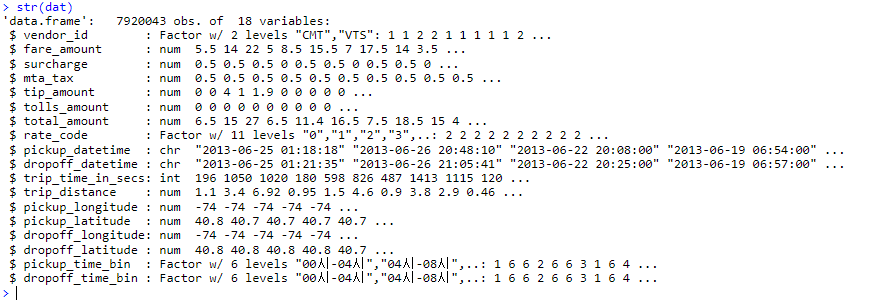 > str(dat)
'data.frame':   7920043 obs. of  18 variables:
 $ vendor_id        : Factor w/ 2 levels "CMT","VTS": 1 1 2 2 1 1 1 1 1 2 ...
 $ fare_amount      : num  5.5 14 22 5 8.5 15.5 7 17.5 14 3.5 ...
 $ surcharge        : num  0.5 0.5 0.5 0 0.5 0.5 0 0.5 0.5 0 ...
 $ mta_tax          : num  0.5 0.5 0.5 0.5 0.5 0.5 0.5 0.5 0.5 0.5 ...
 $ tip_amount       : num  0 0 4 1 1.9 0 0 0 0 0 ...
 $ tolls_amount     : num  0 0 0 0 0 0 0 0 0 0 ...
 $ total_amount     : num  6.5 15 27 6.5 11.4 16.5 7.5 18.5 15 4 ...
 $ rate_code        : Factor w/ 11 levels "0","1","2","3",..: 2 2 2 2 2 2 2 2 2 2 ...
 $ pickup_datetime  : chr  "2013-06-25 01:18:18" "2013-06-26 20:48:10" "2013-06-22 20:08:00" "2013-06-19 06:54:00" ...
 $ dropoff_datetime : chr  "2013-06-25 01:21:35" "2013-06-26 21:05:41" "2013-06-22 20:25:00" "2013-06-19 06:57:00" ...
 $ trip_time_in_secs: int  196 1050 1020 180 598 826 487 1413 1115 120 ...
 $ trip_distance    : num  1.1 3.4 6.92 0.95 1.5 4.6 0.9 3.8 2.9 0.46 ...
 $ pickup_longitude : num  -74 -74 -74 -74 -74 ...
 $ pickup_latitude  : num  40.8 40.7 40.7 40.7 40.7 ...
 $ dropoff_longitude: num  -74 -74 -74 -74 -74 ...
 $ dropoff_latitude : num  40.8 40.8 40.8 40.8 40.7 ...
 $ pickup_time_bin  : Factor w/ 6 levels "00시-04시","04시-08시",..: 1 6 6 2 6 6 3 1 6 4 ...
 $ dropoff_time_bin : Factor w/ 6 levels "00시-04시","04시-08시",..: 1 6 6 2 6 6 3 1 6 4 ...
>